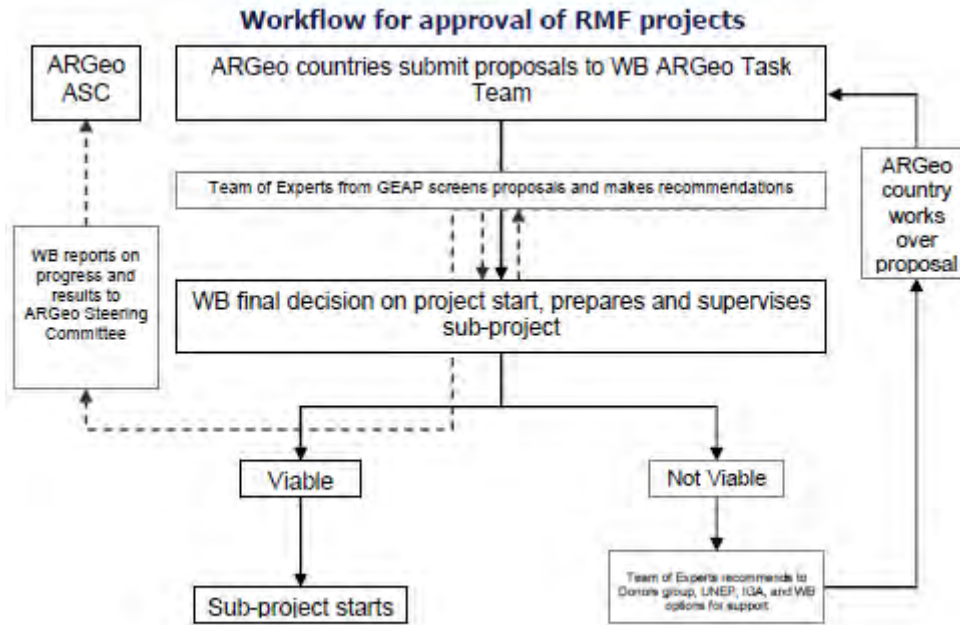 Workflow for approval of RMF projects
ARGeo
ASC
ARGeo countries submit proposals to WB ARGeo Task
Team
Team of Experts from GEAP screens proposals and makes recommendations
ARGeo
country
works
over
proposal
WB reports on
progress and
results to
ARGeo Steering
Committee
WB final decision on project start, prepares and supervises
sub-project
Viable
Not Viable
Sub-project starts
Team of Experts recommends to
Donors group, UNEP, IGA, and WB
options for support